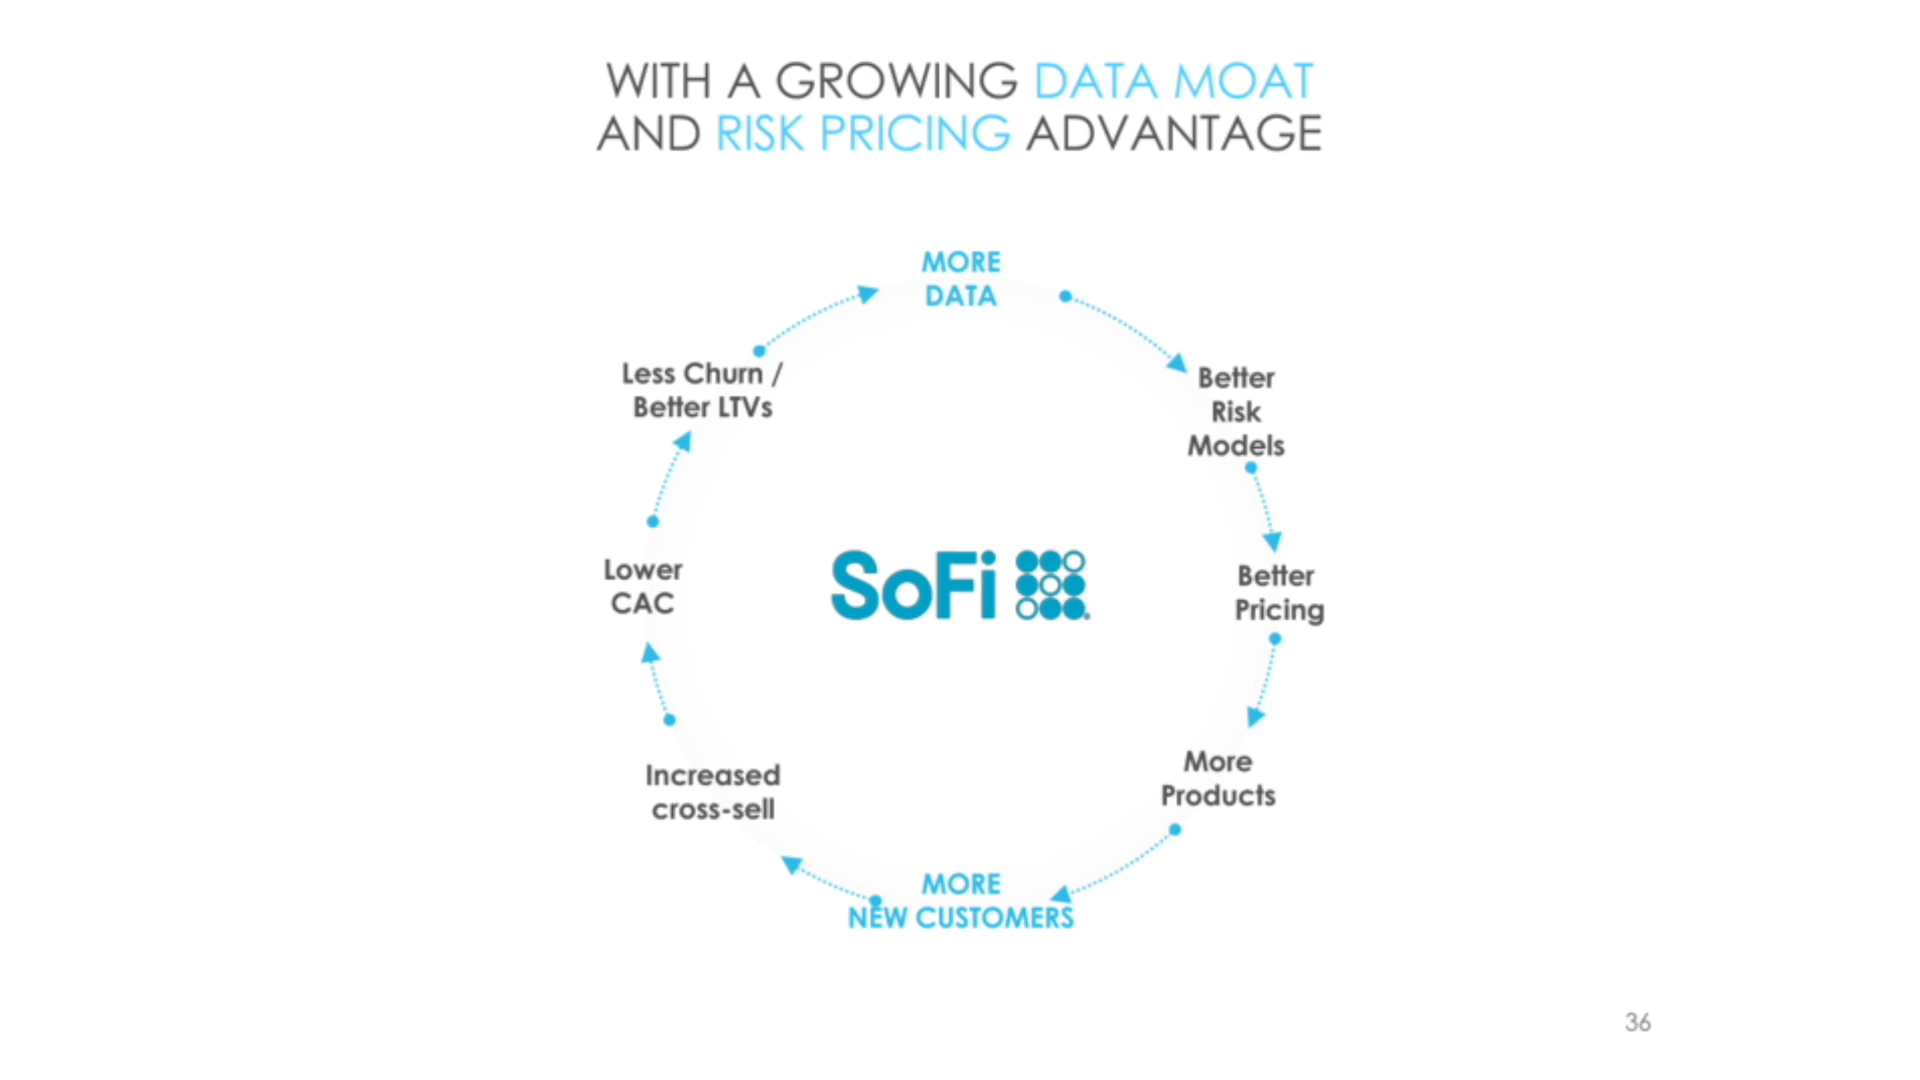 WITH A GROWING DATA MOAT
AND RISK PRICING ADVANTAGE
MORE
DATA
Better
Risk
Models
Better
Pricing
More
Products
MORE
NEW CUSTOMERS
Increased
cross-sell
Lower
CAC
Less Churn /
Better LTVs
SoFi
36